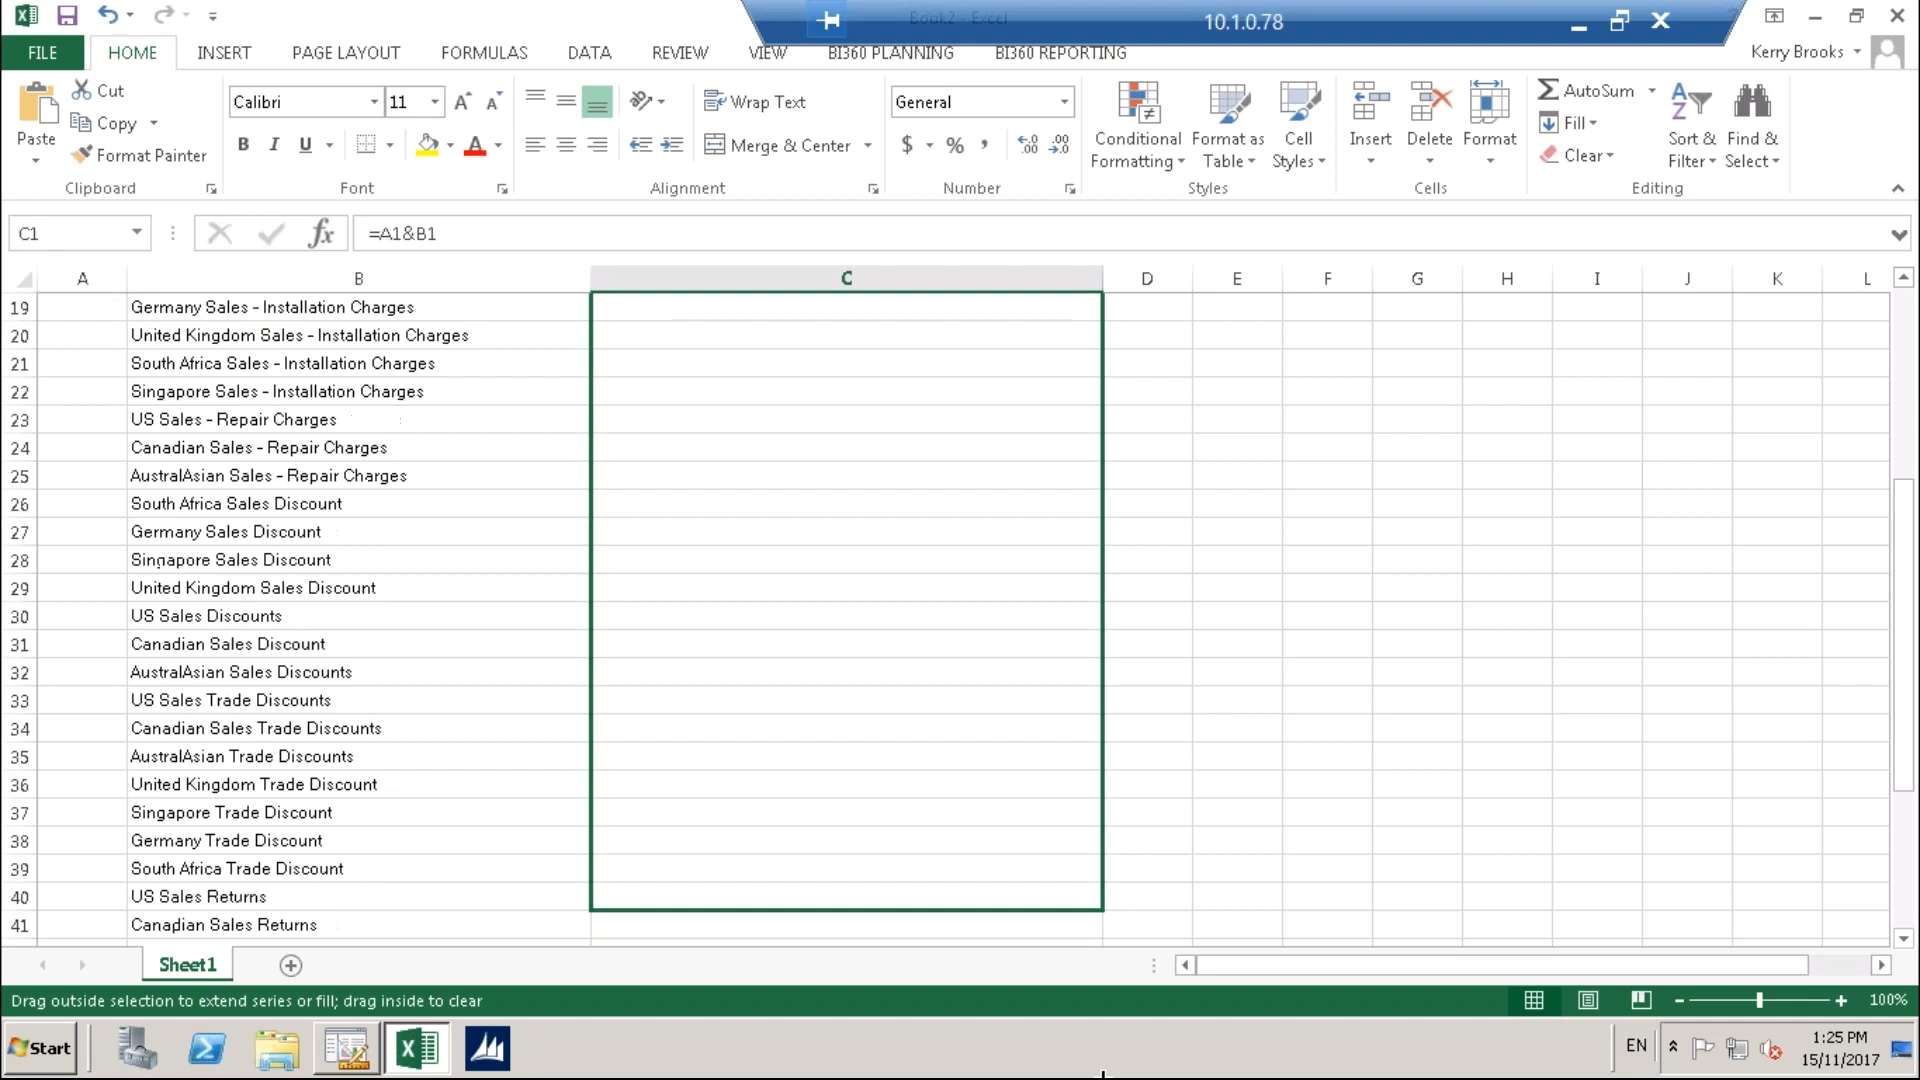 Book2 - Excel
10.1.0.78
FILE HOME INSERT PAGE LAYOUT FORMULAS DATA REVIEW VIEW BI360 PLANNING BI360 REPORTING Kerry Brooks
Paste
Cut
Copy
Format Painter
Clipboard
Calibri 11
B I U
Font
Wrap Text
Merge & Center
Alignment
General
$ % ,
Number
Conditional Formatting
Format as Table
Cell Styles
Styles
Insert Delete Format
Cells
AutoSum
Fill
Clear
Sort & Filter
Find & Select
Editing
C1 fx =A1&B1
A B C D E F G H I J K L
19 Germany Sales - Installation Charges
20 United Kingdom Sales - Installation Charges
21 South Africa Sales - Installation Charges
22 Singapore Sales - Installation Charges
23 US Sales - Repair Charges
24 Canadian Sales - Repair Charges
25 AustralAsian Sales - Repair Charges
26 South Africa Sales Discount
27 Germany Sales Discount
28 Singapore Sales Discount
29 United Kingdom Sales Discount
30 US Sales Discounts
31 Canadian Sales Discount
32 AustralAsian Sales Discounts
33 US Sales Trade Discounts
34 Canadian Sales Trade Discounts
35 AustralAsian Trade Discounts
36 United Kingdom Trade Discount
37 Singapore Trade Discount
38 Germany Trade Discount
39 South Africa Trade Discount
40 US Sales Returns
41 Canadian Sales Returns
Sheet1
Drag outside selection to extend series or fill; drag inside to clear
100%
Start
EN
1:25 PM
15/11/2017